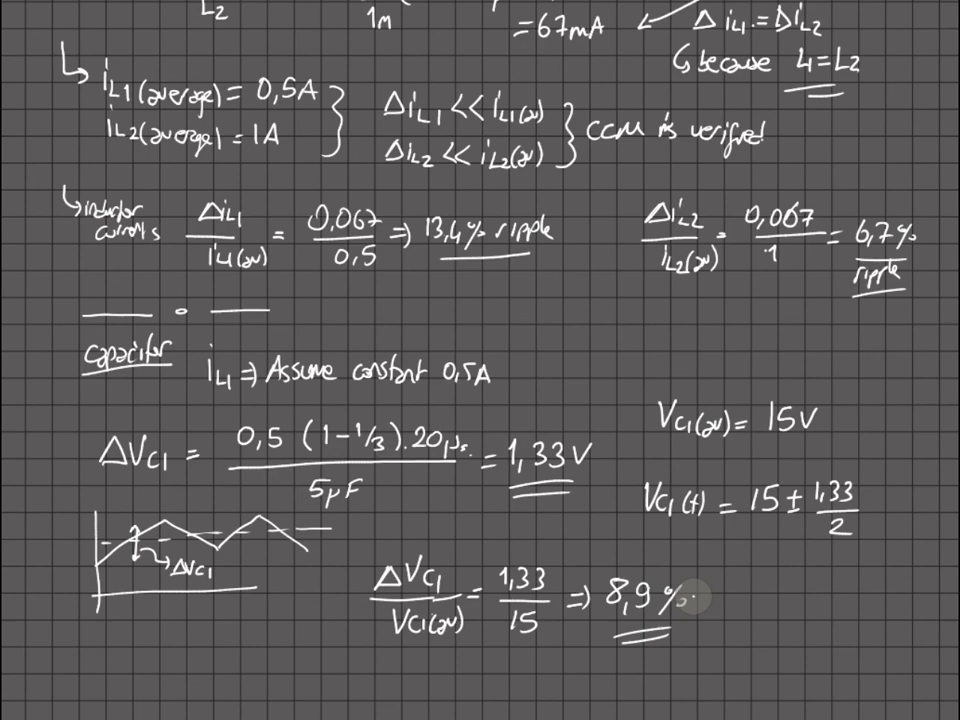 L2
1m
= 67mA
Δ iL1 = ΔiL2
↳ because L1 = L2
↳ iL1 (average) = 0,5A
iL2 (average) = 1A
ΔiL1 << iL1(av)
ΔiL2 << iL2(av)
CCM is verified
↳ inductor currents ΔiL1 / iL1(av) = 0,067 / 0,5 ⇒ 13,4% ripple
ΔiL2 / iL2(av) = 0,067 / 1 = 6,7% ripple
capacitor
iL1 ⇒ Assume constant 0,5A
ΔVC1 = 0,5 (1-1/3).20μs. / 5μF = 1,33V
VC1(av) = 15V
VC1(t) = 15 ± 1,33 / 2
ΔVC1
ΔVC1 / VC1(av) = 1,33 / 15 ⇒ 8,9 %